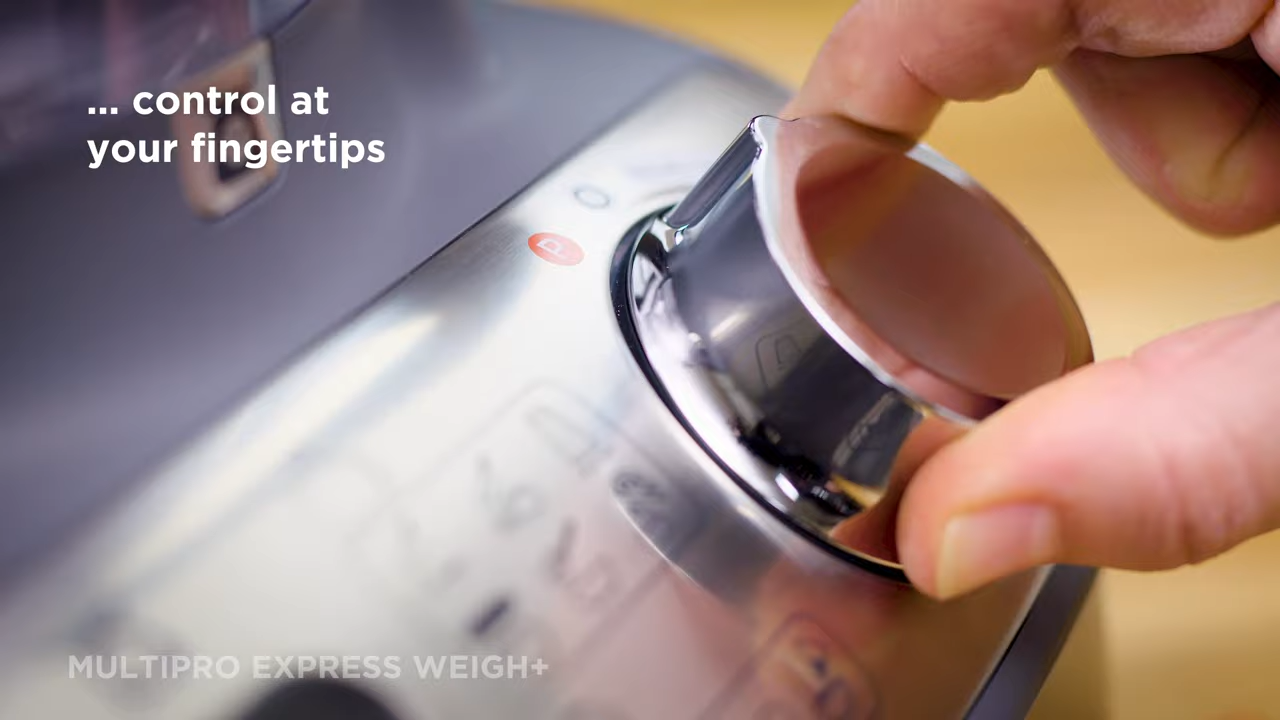 ... control at
your fingertips
O
P
MULTIPRO EXPRESS WEIGH+